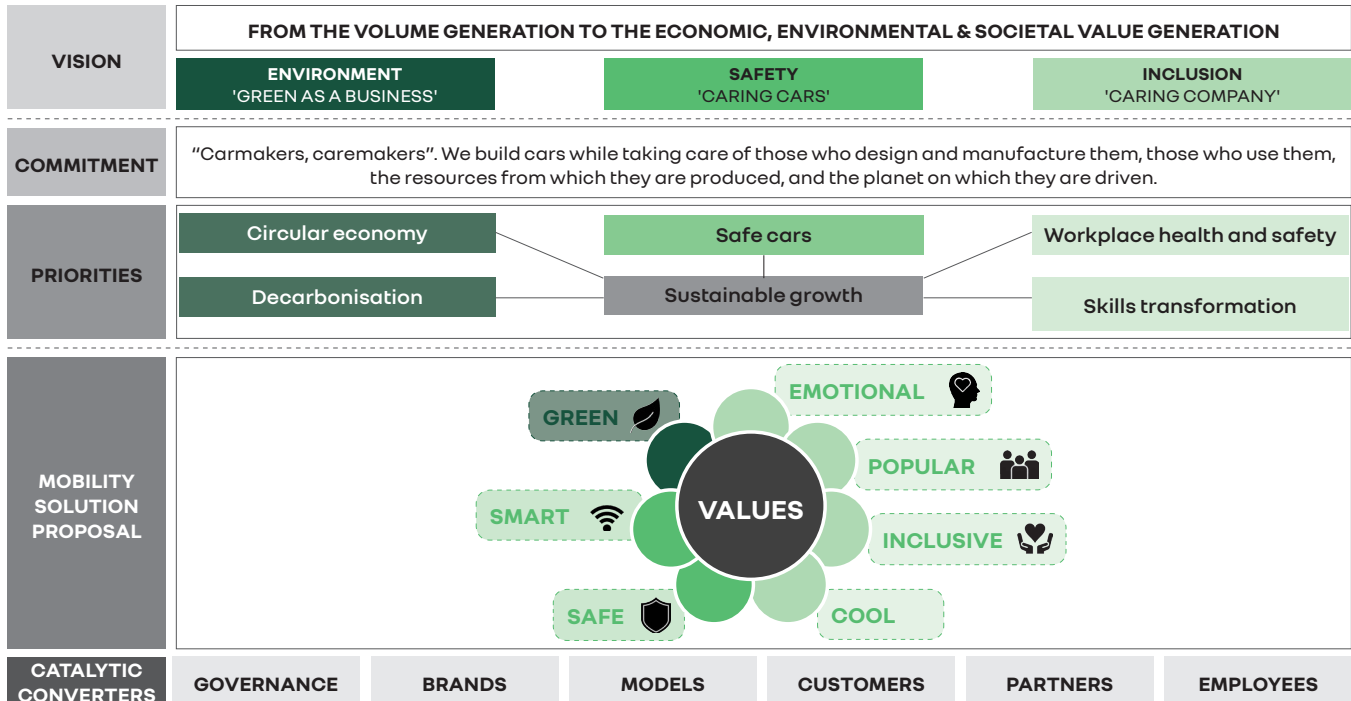 VISION
FROM THE VOLUME GENERATION TO THE ECONOMIC, ENVIRONMENTAL & SOCIETAL VALUE GENERATION
ENVIRONMENT
'GREEN AS A BUSINESS'
SAFETY
'CARING CARS'
INCLUSION
'CARING COMPANY'
COMMITMENT
“Carmakers, caremakers”. We build cars while taking care of those who design and manufacture them, those who use them,
the resources from which they are produced, and the planet on which they are driven.
PRIORITIES
Circular economy
Safe cars
Workplace health and safety
Decarbonisation
Sustainable growth
Skills transformation
MOBILITY
SOLUTION
PROPOSAL
EMOTIONAL
GREEN
POPULAR
VALUES
SMART
INCLUSIVE
SAFE
COOL
CATALYTIC
CONVERTERS
GOVERNANCE
BRANDS
MODELS
CUSTOMERS
PARTNERS
EMPLOYEES